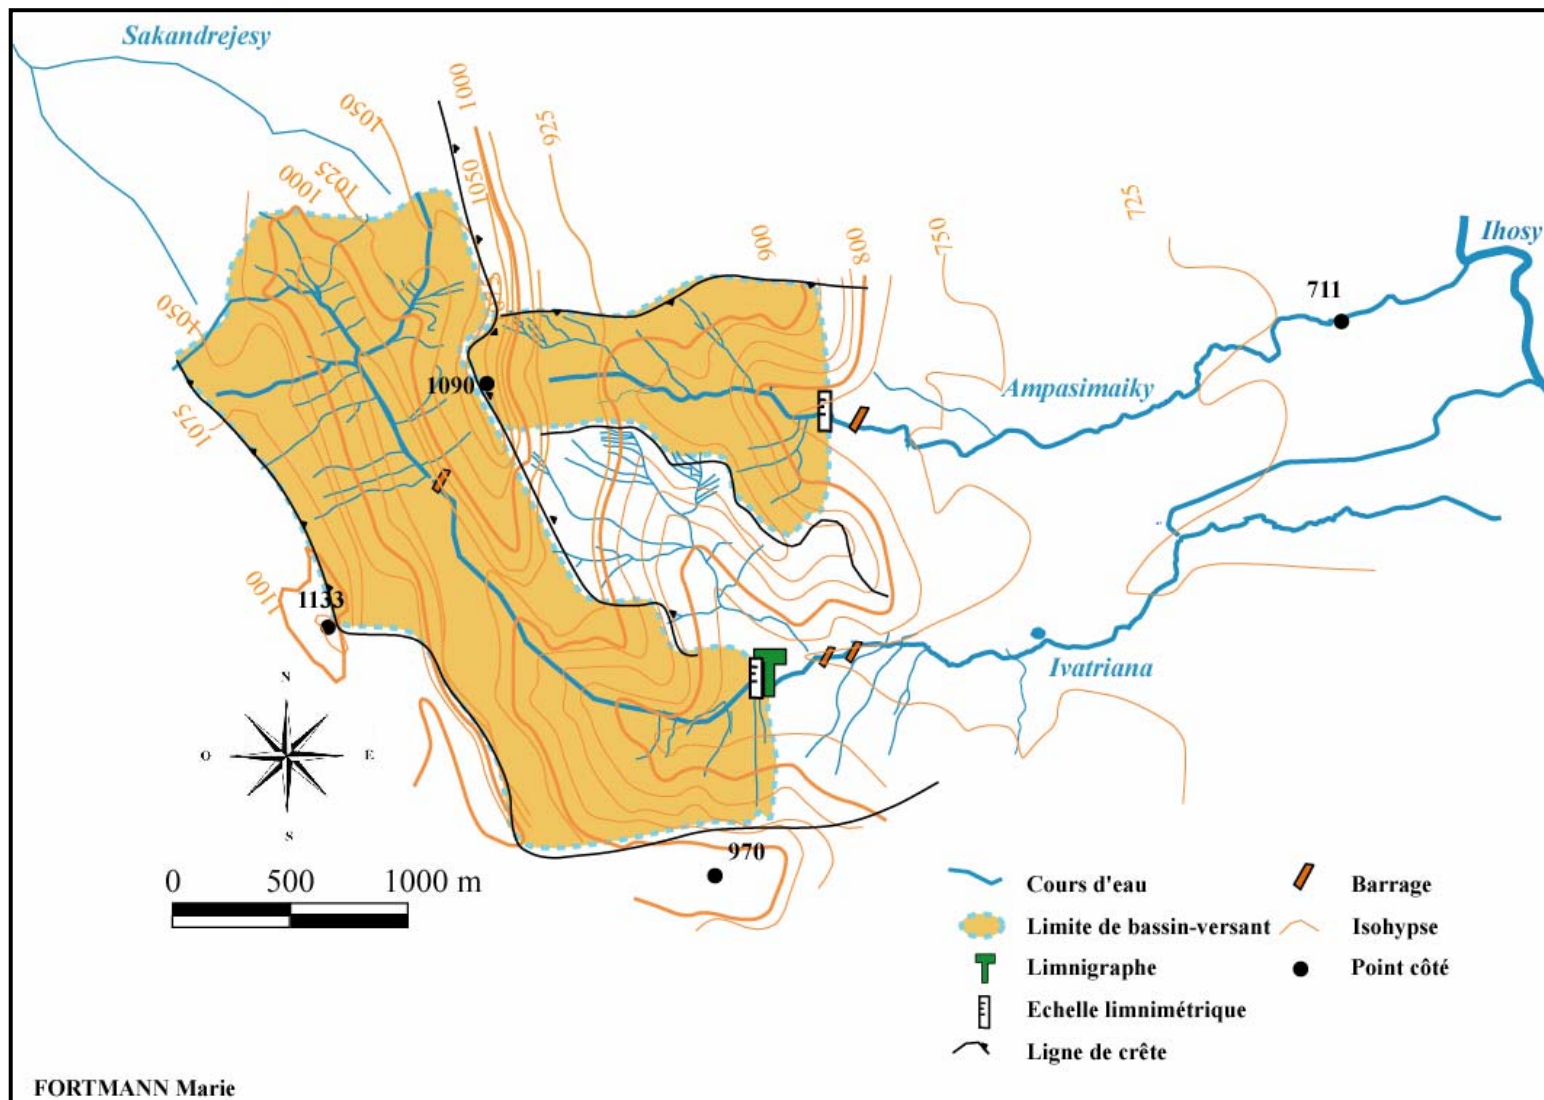 Sakandrejesy
1050
1000
925
1025
1000
1050
900
800
750
725
Ihosy
711
1050
1090
Ampasimaiky
1075
1100
1133
Ivatriana
N
O
E
S
970
0 500 1000 m
Cours d'eau
Limite de bassin-versant
Limnigraphe
Echelle limnimétrique
Ligne de crête
Barrage
Isohypse
Point côté
FORTMANN Marie